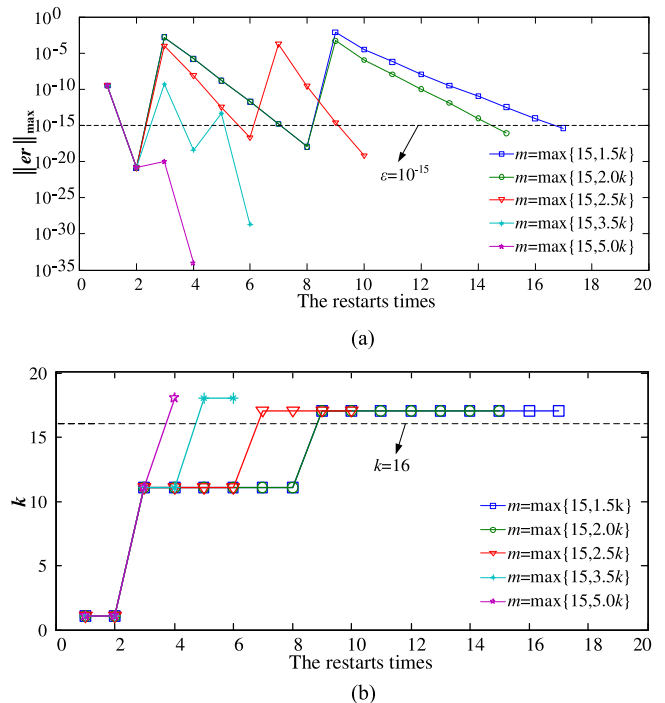 (a)
10^0
10^-5
10^-10
10^-15
10^-20
10^-25
10^-30
10^-35
||er||max
ε=10^-15
m=max{15,1.5k}
m=max{15,2.0k}
m=max{15,2.5k}
m=max{15,3.5k}
m=max{15,5.0k}
0 2 4 6 8 10 12 14 16 18 20
The restarts times
(a)
20
15
10
5
0
k
k=16
m=max{15,1.5k}
m=max{15,2.0k}
m=max{15,2.5k}
m=max{15,3.5k}
m=max{15,5.0k}
0 2 4 6 8 10 12 14 16 18 20
The restarts times
(b)